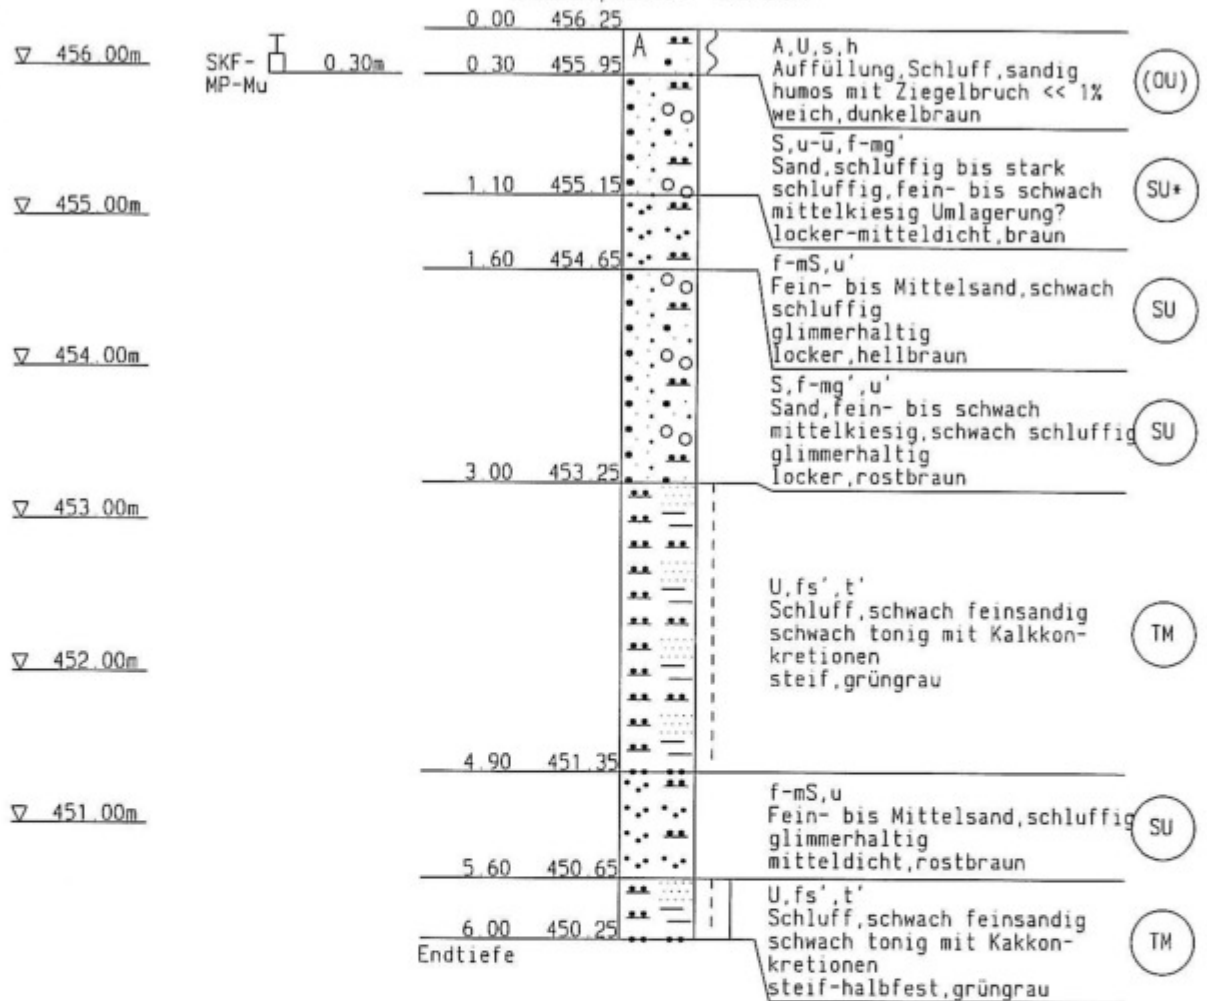 0.00 456.25
456.00m
SKF-
MP-Mu
0.30m
0.30 455.95
A
A,U,s,h
Auffüllung,Schluff,sandig
humos mit Ziegelbruch << 1%
weich,dunkelbraun
(OU)
S,u-ū,f-mg'
Sand,schluffig bis stark
schluffig,fein- bis schwach
mittelkiesig Umlagerung?
locker-mitteldicht,braun
SU*
1.10 455.15
455.00m
1.60 454.65
f-mS,u'
Fein- bis Mittelsand,schwach
schluffig
glimmerhaltig
locker,hellbraun
SU
454.00m
S,f-mg',u'
Sand,fein- bis schwach
mittelkiesig,schwach schluffig
glimmerhaltig
locker,rostbraun
SU
3.00 453.25
453.00m
U,fs',t'
Schluff,schwach feinsandig
schwach tonig mit Kalkkon-
kretionen
steif,grüngrau
TM
452.00m
4.90 451.35
f-mS,u
Fein- bis Mittelsand,schluffig
glimmerhaltig
mitteldicht,rostbraun
SU
451.00m
5.60 450.65
U,fs',t'
Schluff,schwach feinsandig
schwach tonig mit Kakkon-
kretionen
steif-halbfest,grüngrau
TM
6.00 450.25
Endtiefe